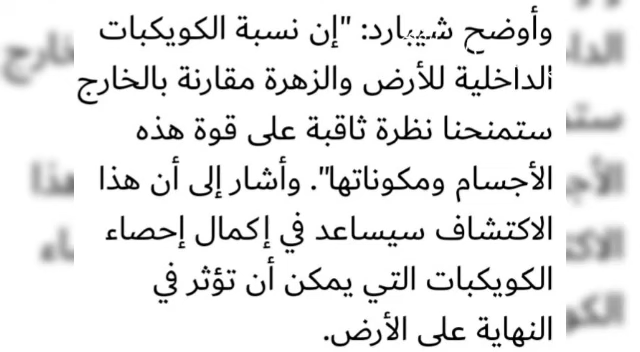 وأوضح شيبارد: "إن نسبة الكويكبات
الداخلية للأرض والزهرة مقارنة بالخارج
ستمنحنا نظرة ثاقبة على قوة هذه
الأجسام ومكوناتها". وأشار إلى أن هذا
الاكتشاف سيساعد في إكمال إحصاء
الكويكبات التي يمكن أن تؤثر في
النهاية على الأرض.